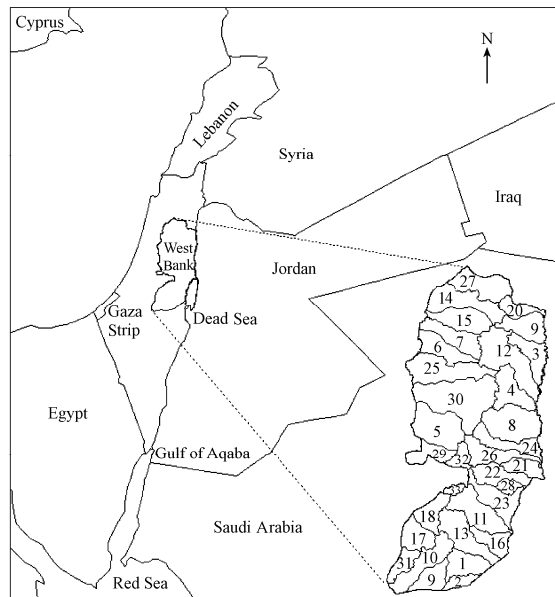 Cyprus
N
Lebanon
Syria
Iraq
West
Bank
Jordan
Gaza
Strip
Dead Sea
Egypt
Gulf of Aqaba
Saudi Arabia
Red Sea
27
14
20
15
9
6
7
12
3
25
4
30
8
5
24
29
32
26
21
22
28
23
18
11
13
17
16
10
31
1
9
2